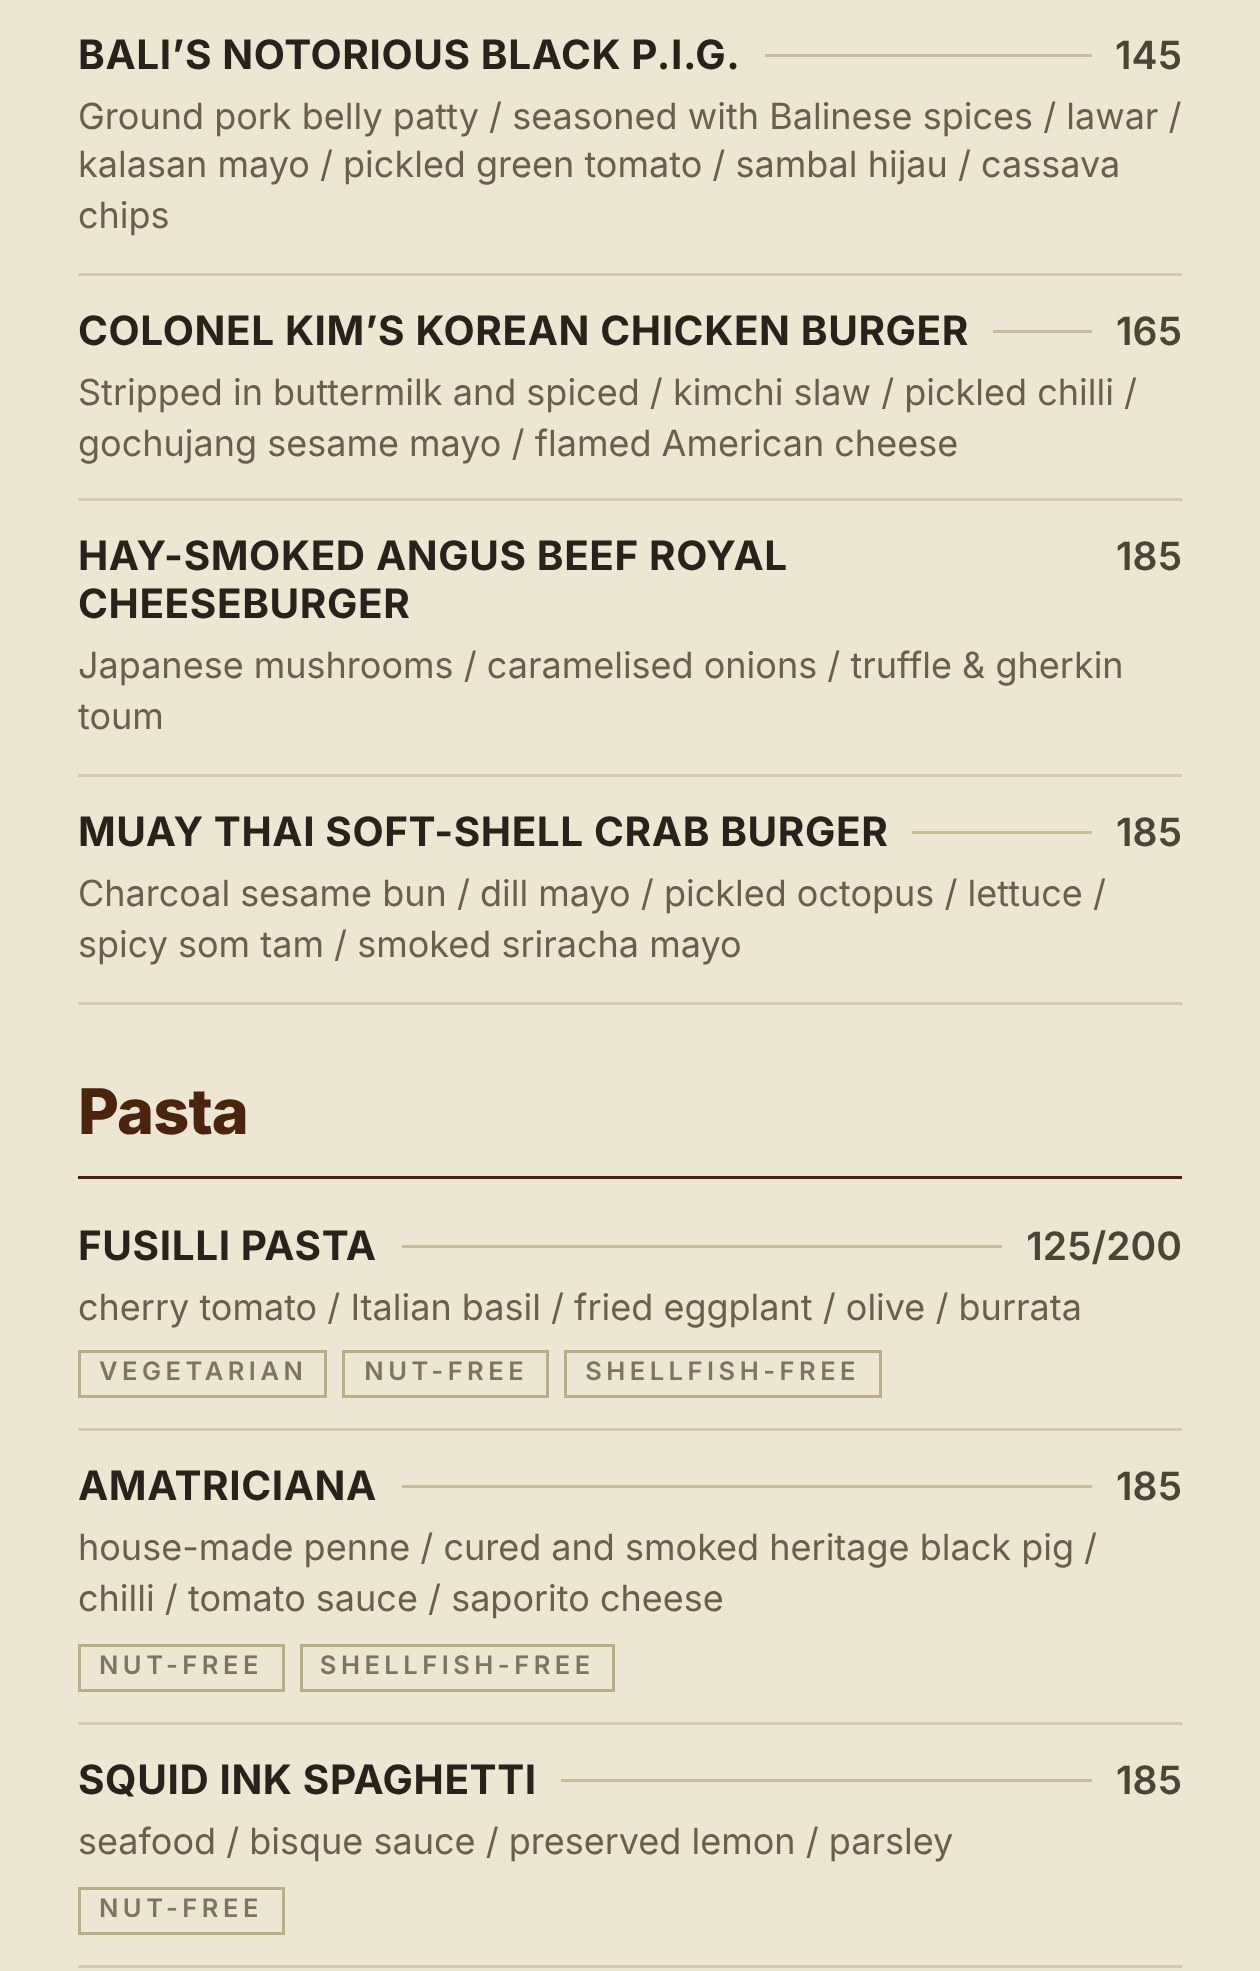 BALI’S NOTORIOUS BLACK P.I.G. 145
Ground pork belly patty / seasoned with Balinese spices / lawar /
kalasan mayo / pickled green tomato / sambal hijau / cassava
chips
COLONEL KIM’S KOREAN CHICKEN BURGER 165
Stripped in buttermilk and spiced / kimchi slaw / pickled chilli /
gochujang sesame mayo / flamed American cheese
HAY-SMOKED ANGUS BEEF ROYAL 185
CHEESEBURGER
Japanese mushrooms / caramelised onions / truffle & gherkin
toum
MUAY THAI SOFT-SHELL CRAB BURGER 185
Charcoal sesame bun / dill mayo / pickled octopus / lettuce /
spicy som tam / smoked sriracha mayo
Pasta
FUSILLI PASTA 125/200
cherry tomato / Italian basil / fried eggplant / olive / burrata
VEGETARIAN NUT-FREE SHELLFISH-FREE
AMATRICIANA 185
house-made penne / cured and smoked heritage black pig /
chilli / tomato sauce / saporito cheese
NUT-FREE SHELLFISH-FREE
SQUID INK SPAGHETTI 185
seafood / bisque sauce / preserved lemon / parsley
NUT-FREE